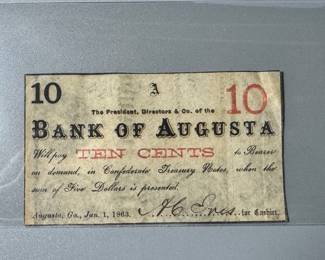 10 A 10
The President, Directors & Co. of the
BANK OF AUGUSTA
Will pay TEN CENTS to Bearer
on demand, in Confederate Treasury Notes, when the
sum of Five Dollars is presented.
Augusta, Ga., Jan. 1, 1863. for Cashier.